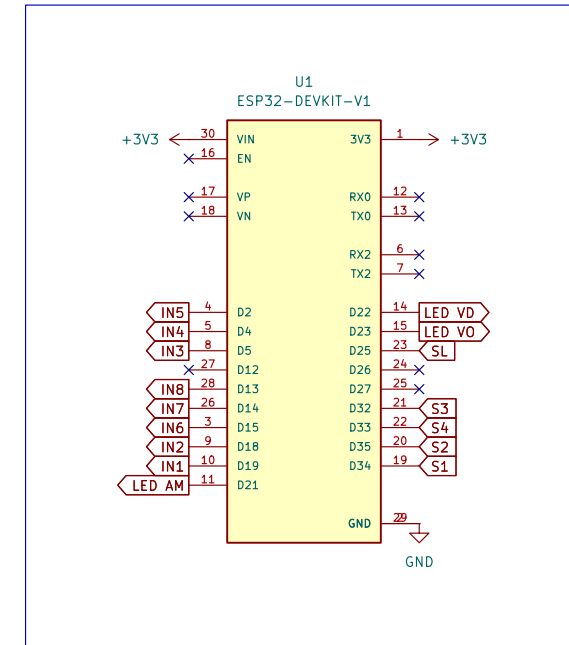 U1
ESP32-DEVKIT-V1
+3V3 30 VIN 3V3 1 +3V3
16 EN
17 VP RX0 12
18 VN TX0 13
RX2 6
TX2 7
IN5 4 D2 D22 14 LED VD
IN4 5 D4 D23 15 LED VO
IN3 8 D5 D25 23 SL
27 D12 D26 24
IN8 28 D13 D27 25
IN7 26 D14 D32 21 S3
IN6 3 D15 D33 22 S4
IN2 9 D18 D35 20 S2
IN1 10 D19 D34 19 S1
LED AM 11 D21
GND
GND